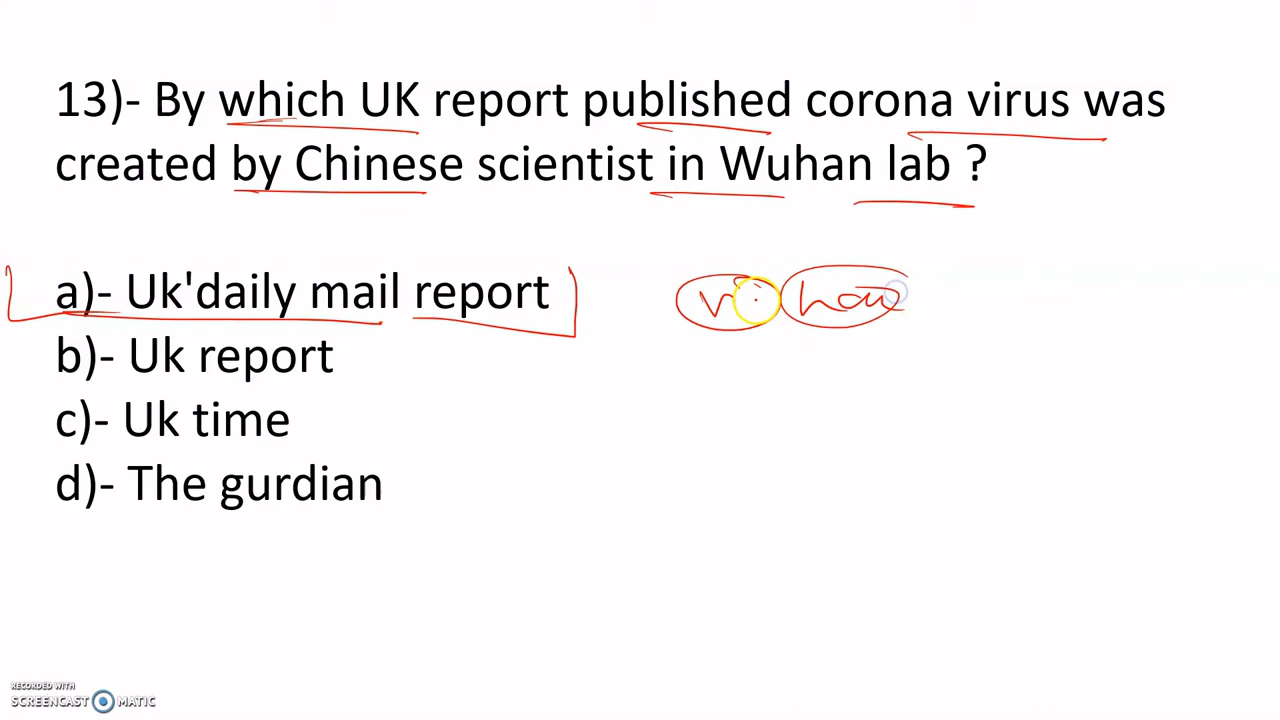 13)- By which UK report published corona virus was
created by Chinese scientist in Wuhan lab ?
a)- Uk'daily mail report
b)- Uk report
c)- Uk time
d)- The gurdian
RECORDED WITH
SCREENCAST MATIC